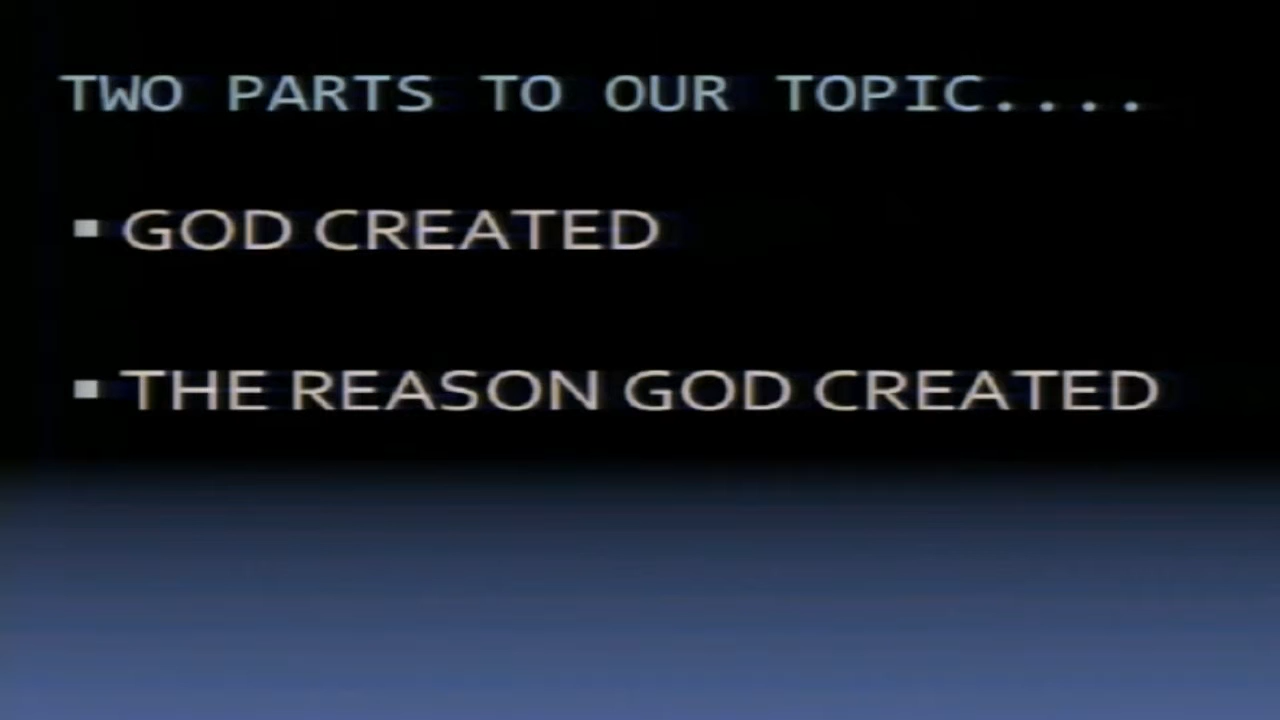 TWO PARTS TO OUR TOPIC....
▪ GOD CREATED
▪ THE REASON GOD CREATED